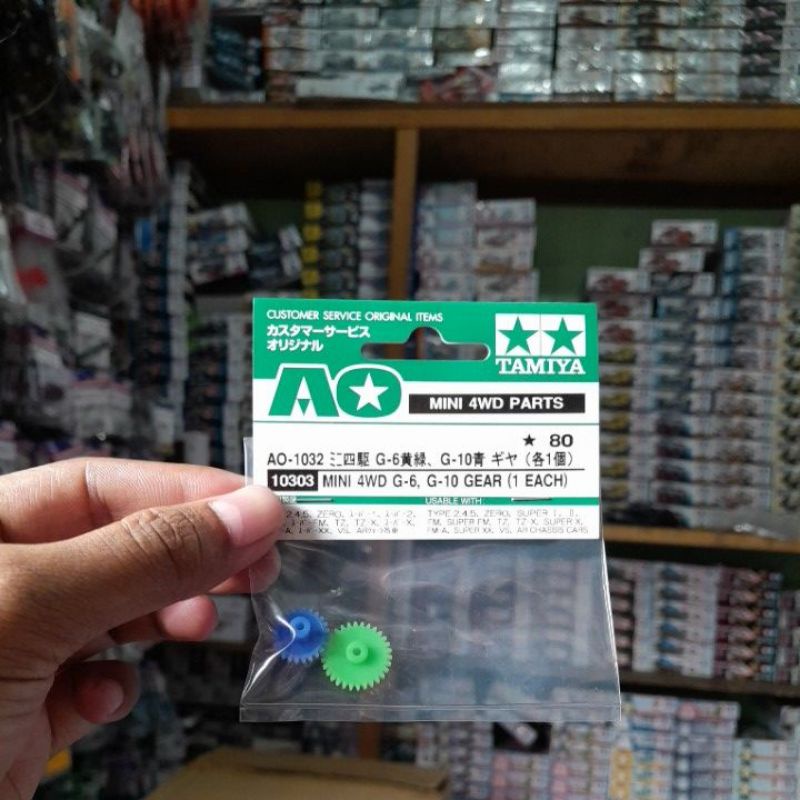 CUSTOMER SERVICE ORIGINAL ITEMS
カスタマーサービス
オリジナル
TAMIYA
AO
MINI 4WD PARTS
★ 80
AO-1032 ミニ四駆 G-6黄緑、G-10青 ギヤ（各1個）
10303 MINI 4WD G-6, G-10 GEAR (1 EACH)
USABLE WITH
TYPE 2.4.5, ZERO, SUPER I, II,
FM, SUPER FM, TZ, TZ-X, SUPER X,
FM-A, SUPER XX, VS, AR CHASSIS CARS